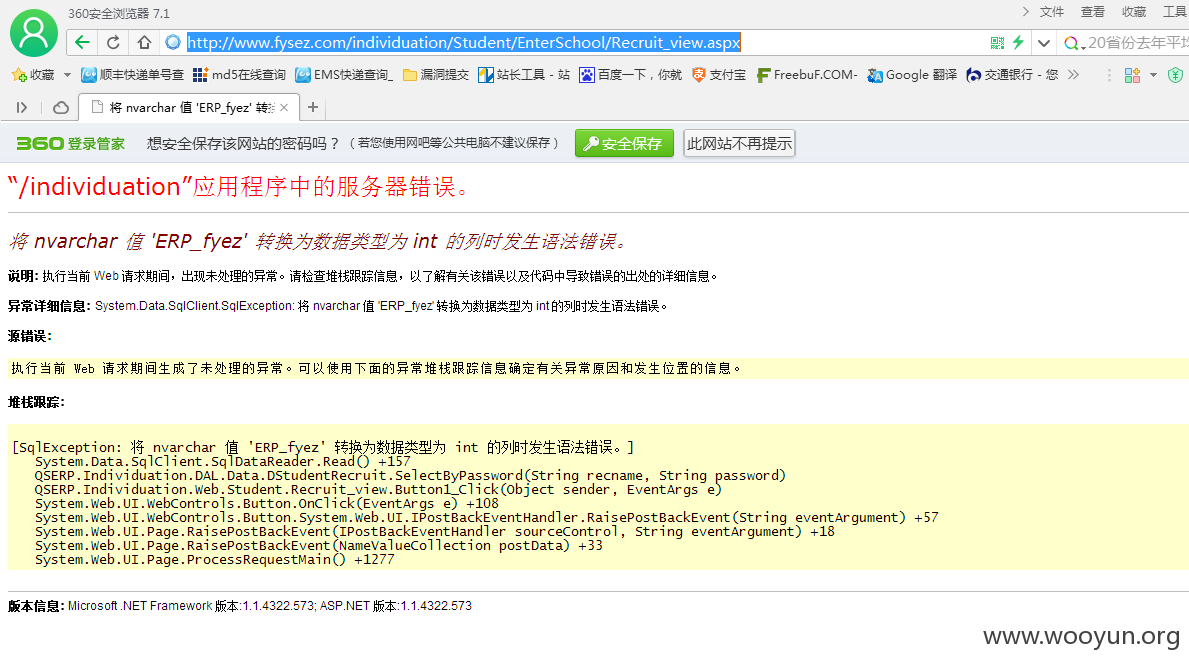 360安全浏览器 7.1
文件 查看 收藏 工具
http://www.fysez.com/individuation/Student/EnterSchool/Recruit_view.aspx
20省份去年平均
收藏 顺丰快递单号查 md5在线查询 EMS快递查询_ 漏洞提交 站长工具 - 站 百度一下，你就 支付宝 FreebuF.COM- Google 翻译 交通银行 - 您
将 nvarchar 值 'ERP_fyez' 转
360 登录管家 想安全保存该网站的密码吗？（若您使用网吧等公共电脑不建议保存） 安全保存 此网站不再提示
“/individuation”应用程序中的服务器错误。
将 nvarchar 值 'ERP_fyez' 转换为数据类型为 int 的列时发生语法错误。
说明: 执行当前 Web 请求期间，出现未处理的异常。请检查堆栈跟踪信息，以了解有关该错误以及代码中导致错误的出处的详细信息。
异常详细信息: System.Data.SqlClient.SqlException: 将 nvarchar 值 'ERP_fyez' 转换为数据类型为 int 的列时发生语法错误。
源错误:
执行当前 Web 请求期间生成了未处理的异常。可以使用下面的异常堆栈跟踪信息确定有关异常原因和发生位置的信息。
堆栈跟踪:
[SqlException: 将 nvarchar 值 'ERP_fyez' 转换为数据类型为 int 的列时发生语法错误。]
System.Data.SqlClient.SqlDataReader.Read() +157
QSERP.Individuation.DAL.Data.DStudentRecruit.SelectByPassword(String recname, String password)
QSERP.Individuation.Web.Student.Recruit_view.Button1_Click(Object sender, EventArgs e)
System.Web.UI.WebControls.Button.OnClick(EventArgs e) +108
System.Web.UI.WebControls.Button.System.Web.UI.IPostBackEventHandler.RaisePostBackEvent(String eventArgument) +57
System.Web.UI.Page.RaisePostBackEvent(IPostBackEventHandler sourceControl, String eventArgument) +18
System.Web.UI.Page.RaisePostBackEvent(NameValueCollection postData) +33
System.Web.UI.Page.ProcessRequestMain() +1277
版本信息: Microsoft .NET Framework 版本:1.1.4322.573; ASP.NET 版本:1.1.4322.573
www.wooyun.org